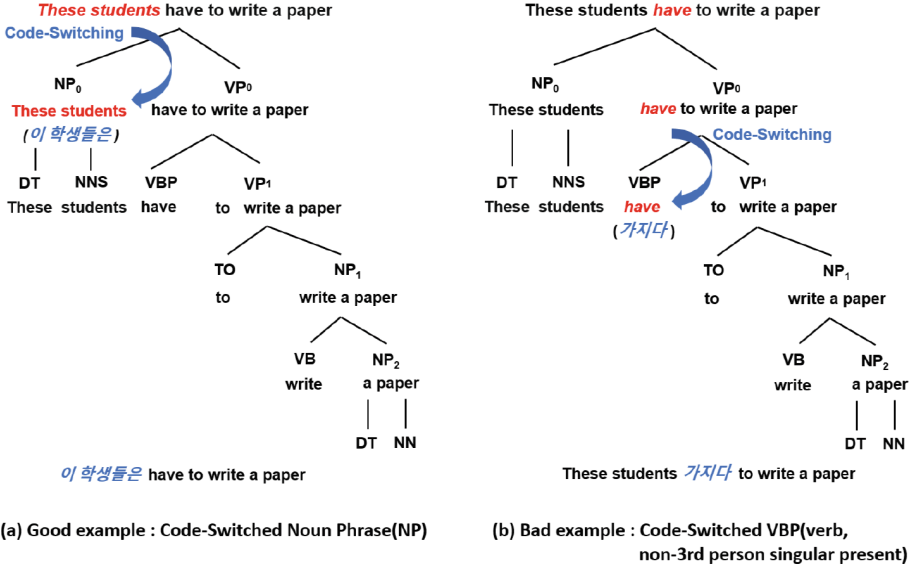 These students have to write a paper
Code-Switching
NP0 VP0
These students have to write a paper
(이 학생들은)
DT NNS VBP VP1
These students have to write a paper
TO NP1
to write a paper
VB NP2
write a paper
DT NN
이 학생들은 have to write a paper
(a) Good example : Code-Switched Noun Phrase(NP)
These students have to write a paper
NP0 VP0
These students have to write a paper
Code-Switching
DT NNS VBP VP1
These students have to write a paper
(가지다)
TO NP1
to write a paper
VB NP2
write a paper
DT NN
These students 가지다 to write a paper
(b) Bad example : Code-Switched VBP(verb,
non-3rd person singular present)